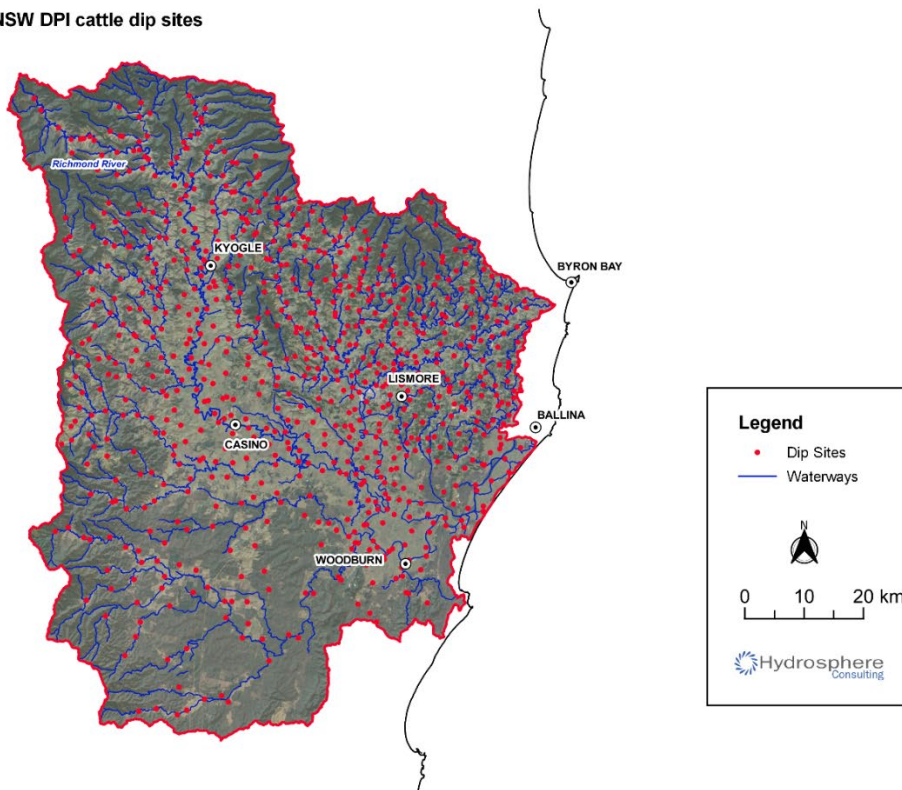 NSW DPI cattle dip sites
Richmond River
KYOGLE
BYRON BAY
LISMORE
BALLINA
CASINO
WOODBURN
Legend
Dip Sites
Waterways
N
0 10 20 km
Hydrosphere
Consulting